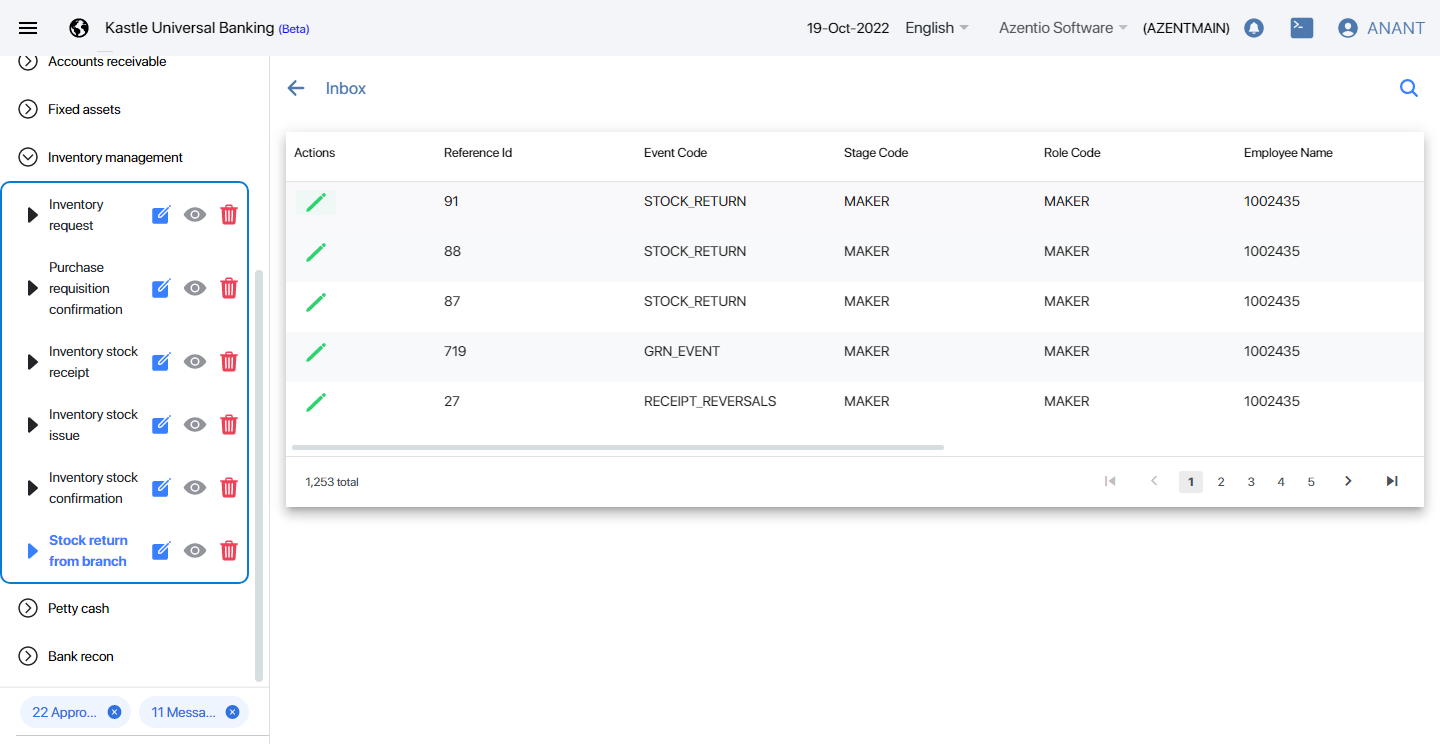 Kastle Universal Banking (Beta)
19-Oct-2022 English Azentio Software (AZENTMAIN) ANANT
Accounts receivable
Fixed assets
Inventory management
Inventory
request
Purchase
requisition
confirmation
Inventory stock
receipt
Inventory stock
issue
Inventory stock
confirmation
Stock return
from branch
Petty cash
Bank recon
22 Appro... 11 Messa...
Inbox
Actions Reference Id Event Code Stage Code Role Code Employee Name
91 STOCK_RETURN MAKER MAKER 1002435
88 STOCK_RETURN MAKER MAKER 1002435
87 STOCK_RETURN MAKER MAKER 1002435
719 GRN_EVENT MAKER MAKER 1002435
27 RECEIPT_REVERSALS MAKER MAKER 1002435
1,253 total 1 2 3 4 5